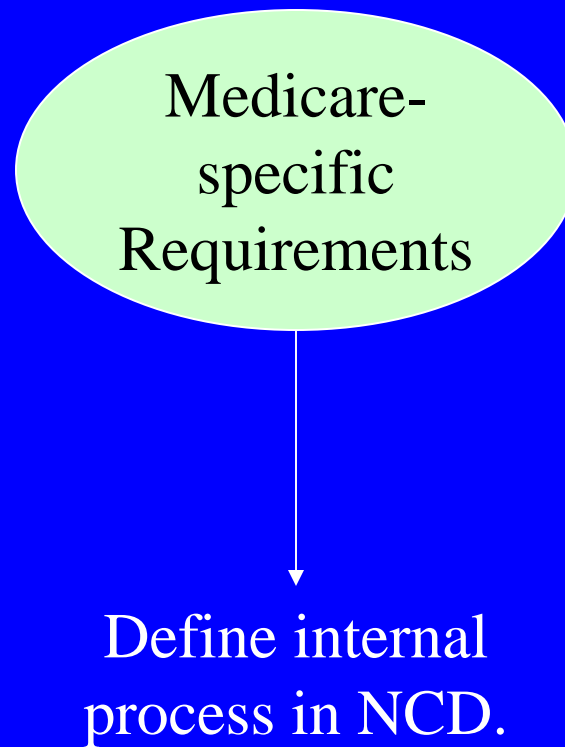 Medicare-
specific
Requirements
Define internal
process in NCD.